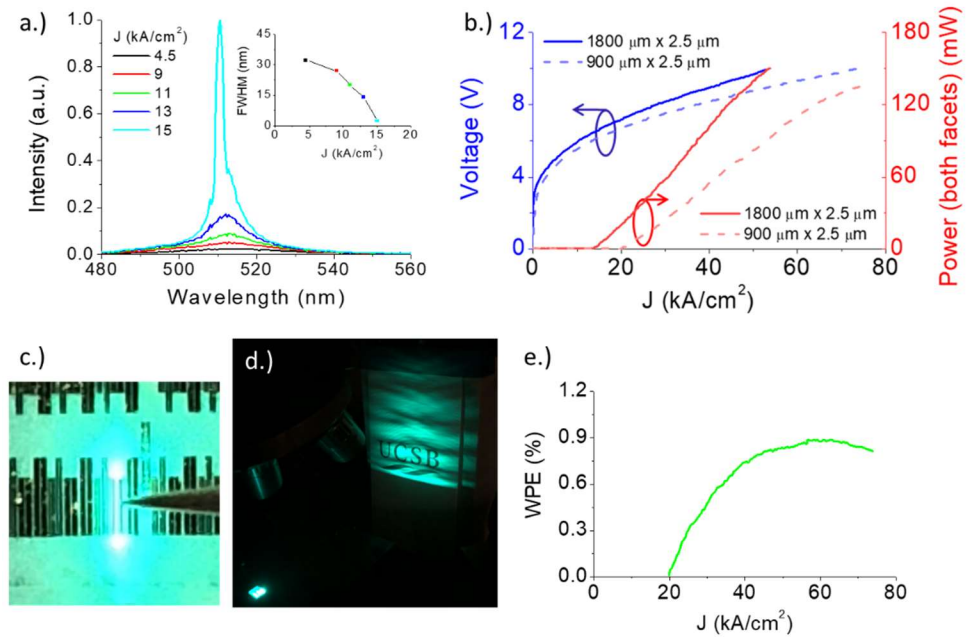 a.)
J (kA/cm²)
4.5
9
11
13
15
1.0
0.8
0.6
0.4
0.2
0.0
Intensity (a.u.)
480
500
520
540
560
Wavelength (nm)
45
30
15
0
FWHM (nm)
0
5
10
15
20
J (kA/cm²)
b.)
1800 µm x 2.5 µm
900 µm x 2.5 µm
12
8
4
0
Voltage (V)
180
150
120
90
60
30
0
Power (both facets) (mW)
1800 µm x 2.5 µm
900 µm x 2.5 µm
0
20
40
60
80
J (kA/cm²)
c.)
d.)
UCSB
e.)
1.2
0.9
0.6
0.3
0.0
WPE (%)
0
20
40
60
80
J (kA/cm²)